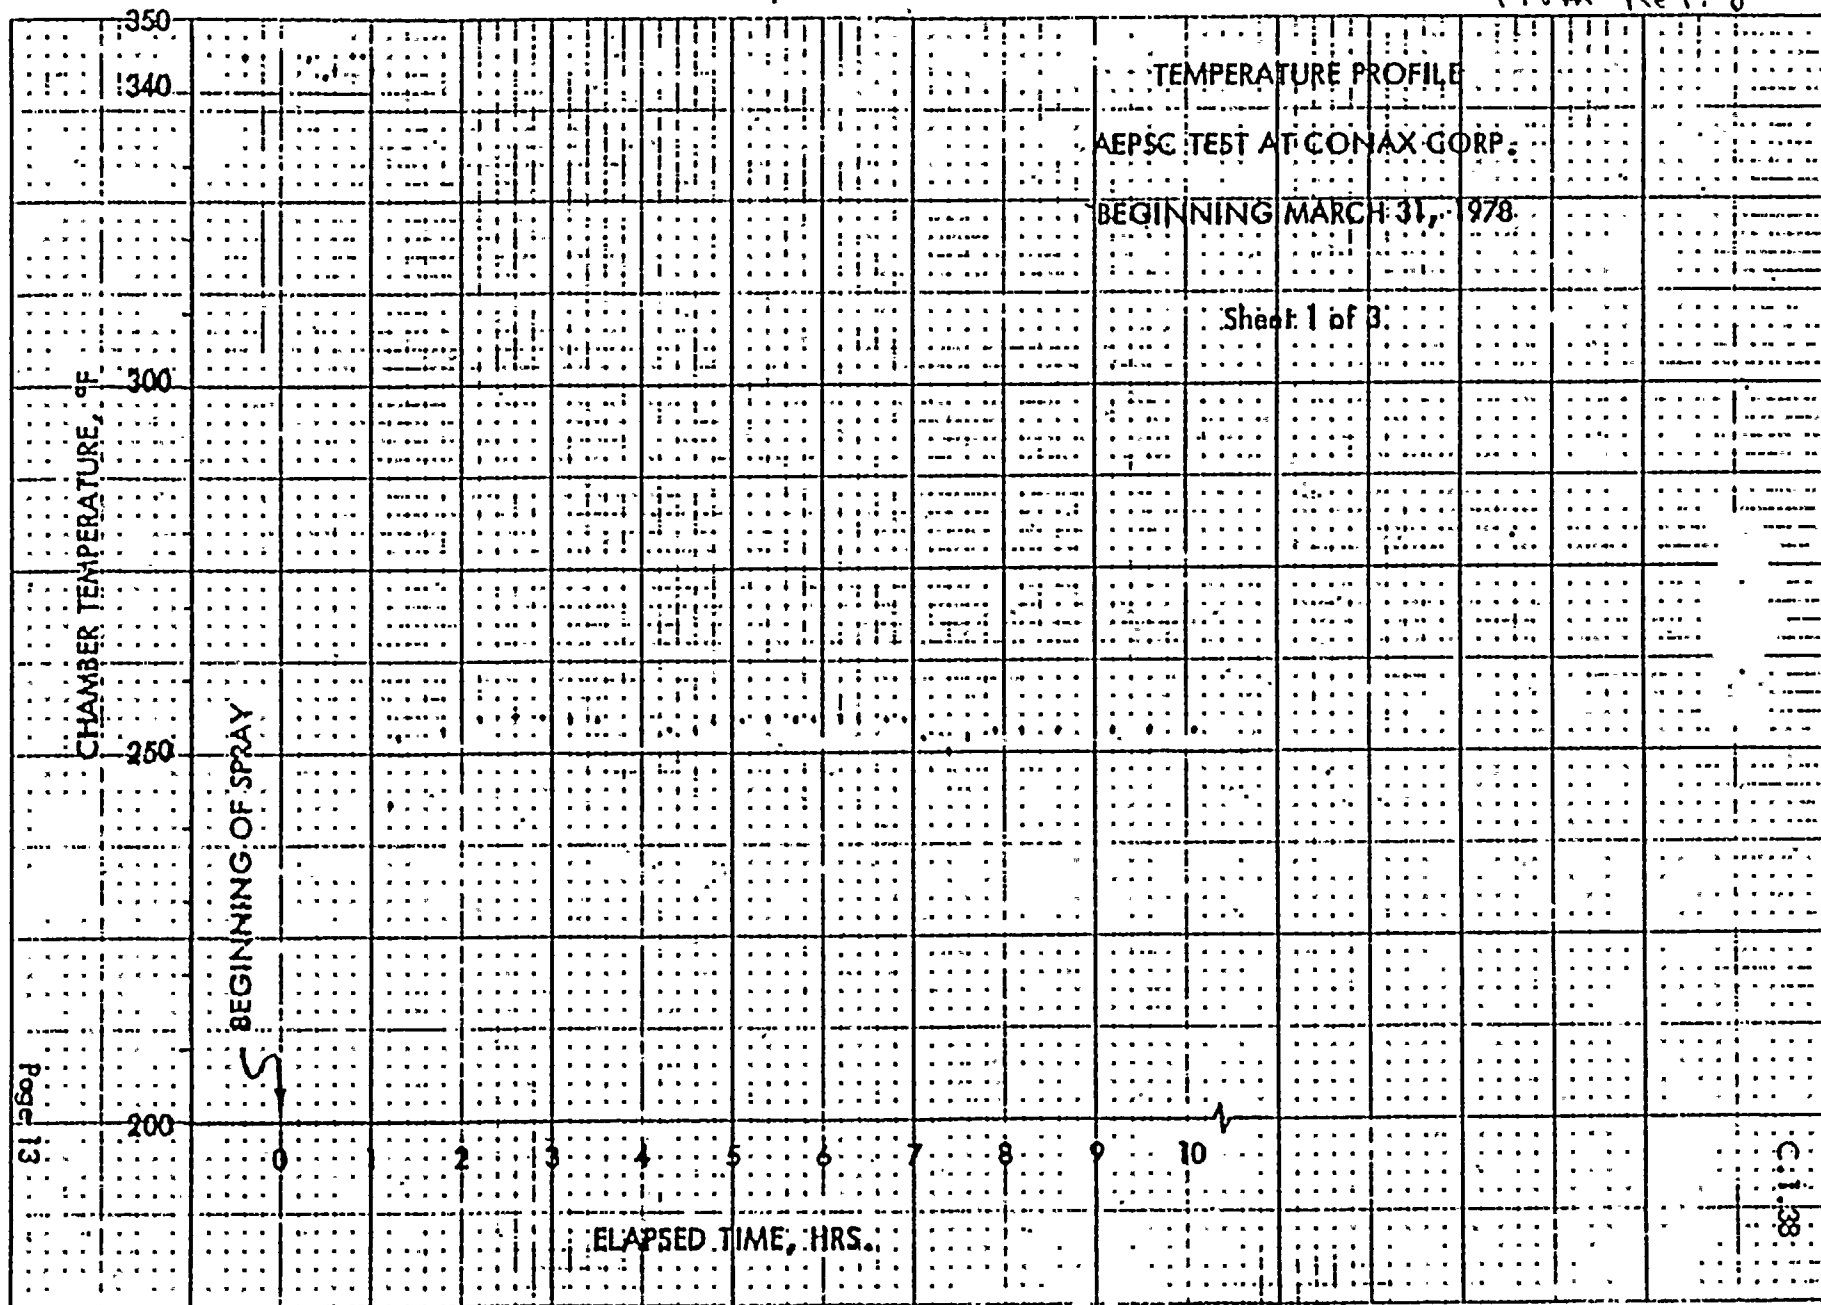 TEMPERATURE PROFILE
AEPSC TEST AT CONAX CORP.
BEGINNING MARCH 31, 1978
Sheet 1 of 3
350
340
300
250
200
CHAMBER TEMPERATURE, °F
BEGINNING OF SPRAY
0 1 2 3 4 5 6 7 8 9 10
ELAPSED TIME, HRS.
Page 13
C.1.38